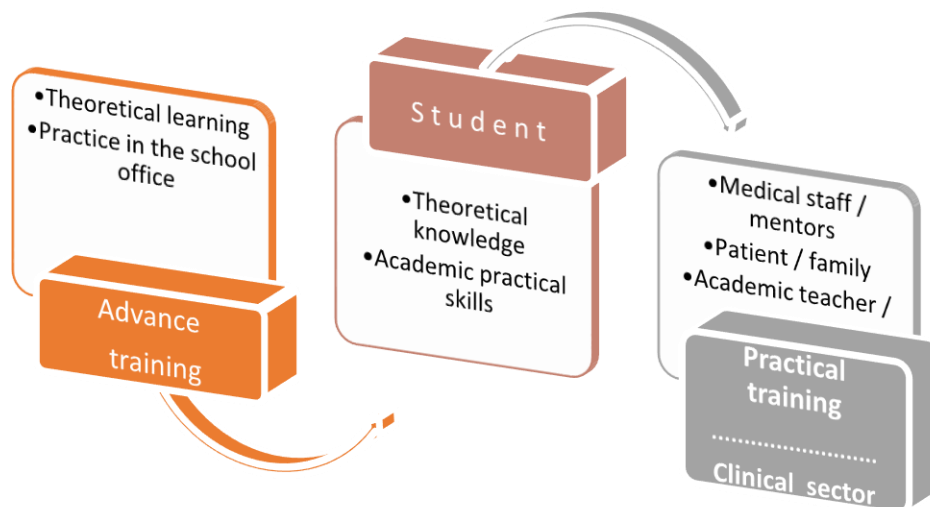 •Theoretical learning
•Practice in the school
office
Advance
training
Student
•Theoretical
knowledge
•Academic practical
skills
•Medical staff /
mentors
•Patient / family
•Academic teacher /
Practical
training
........................
Clinical sector